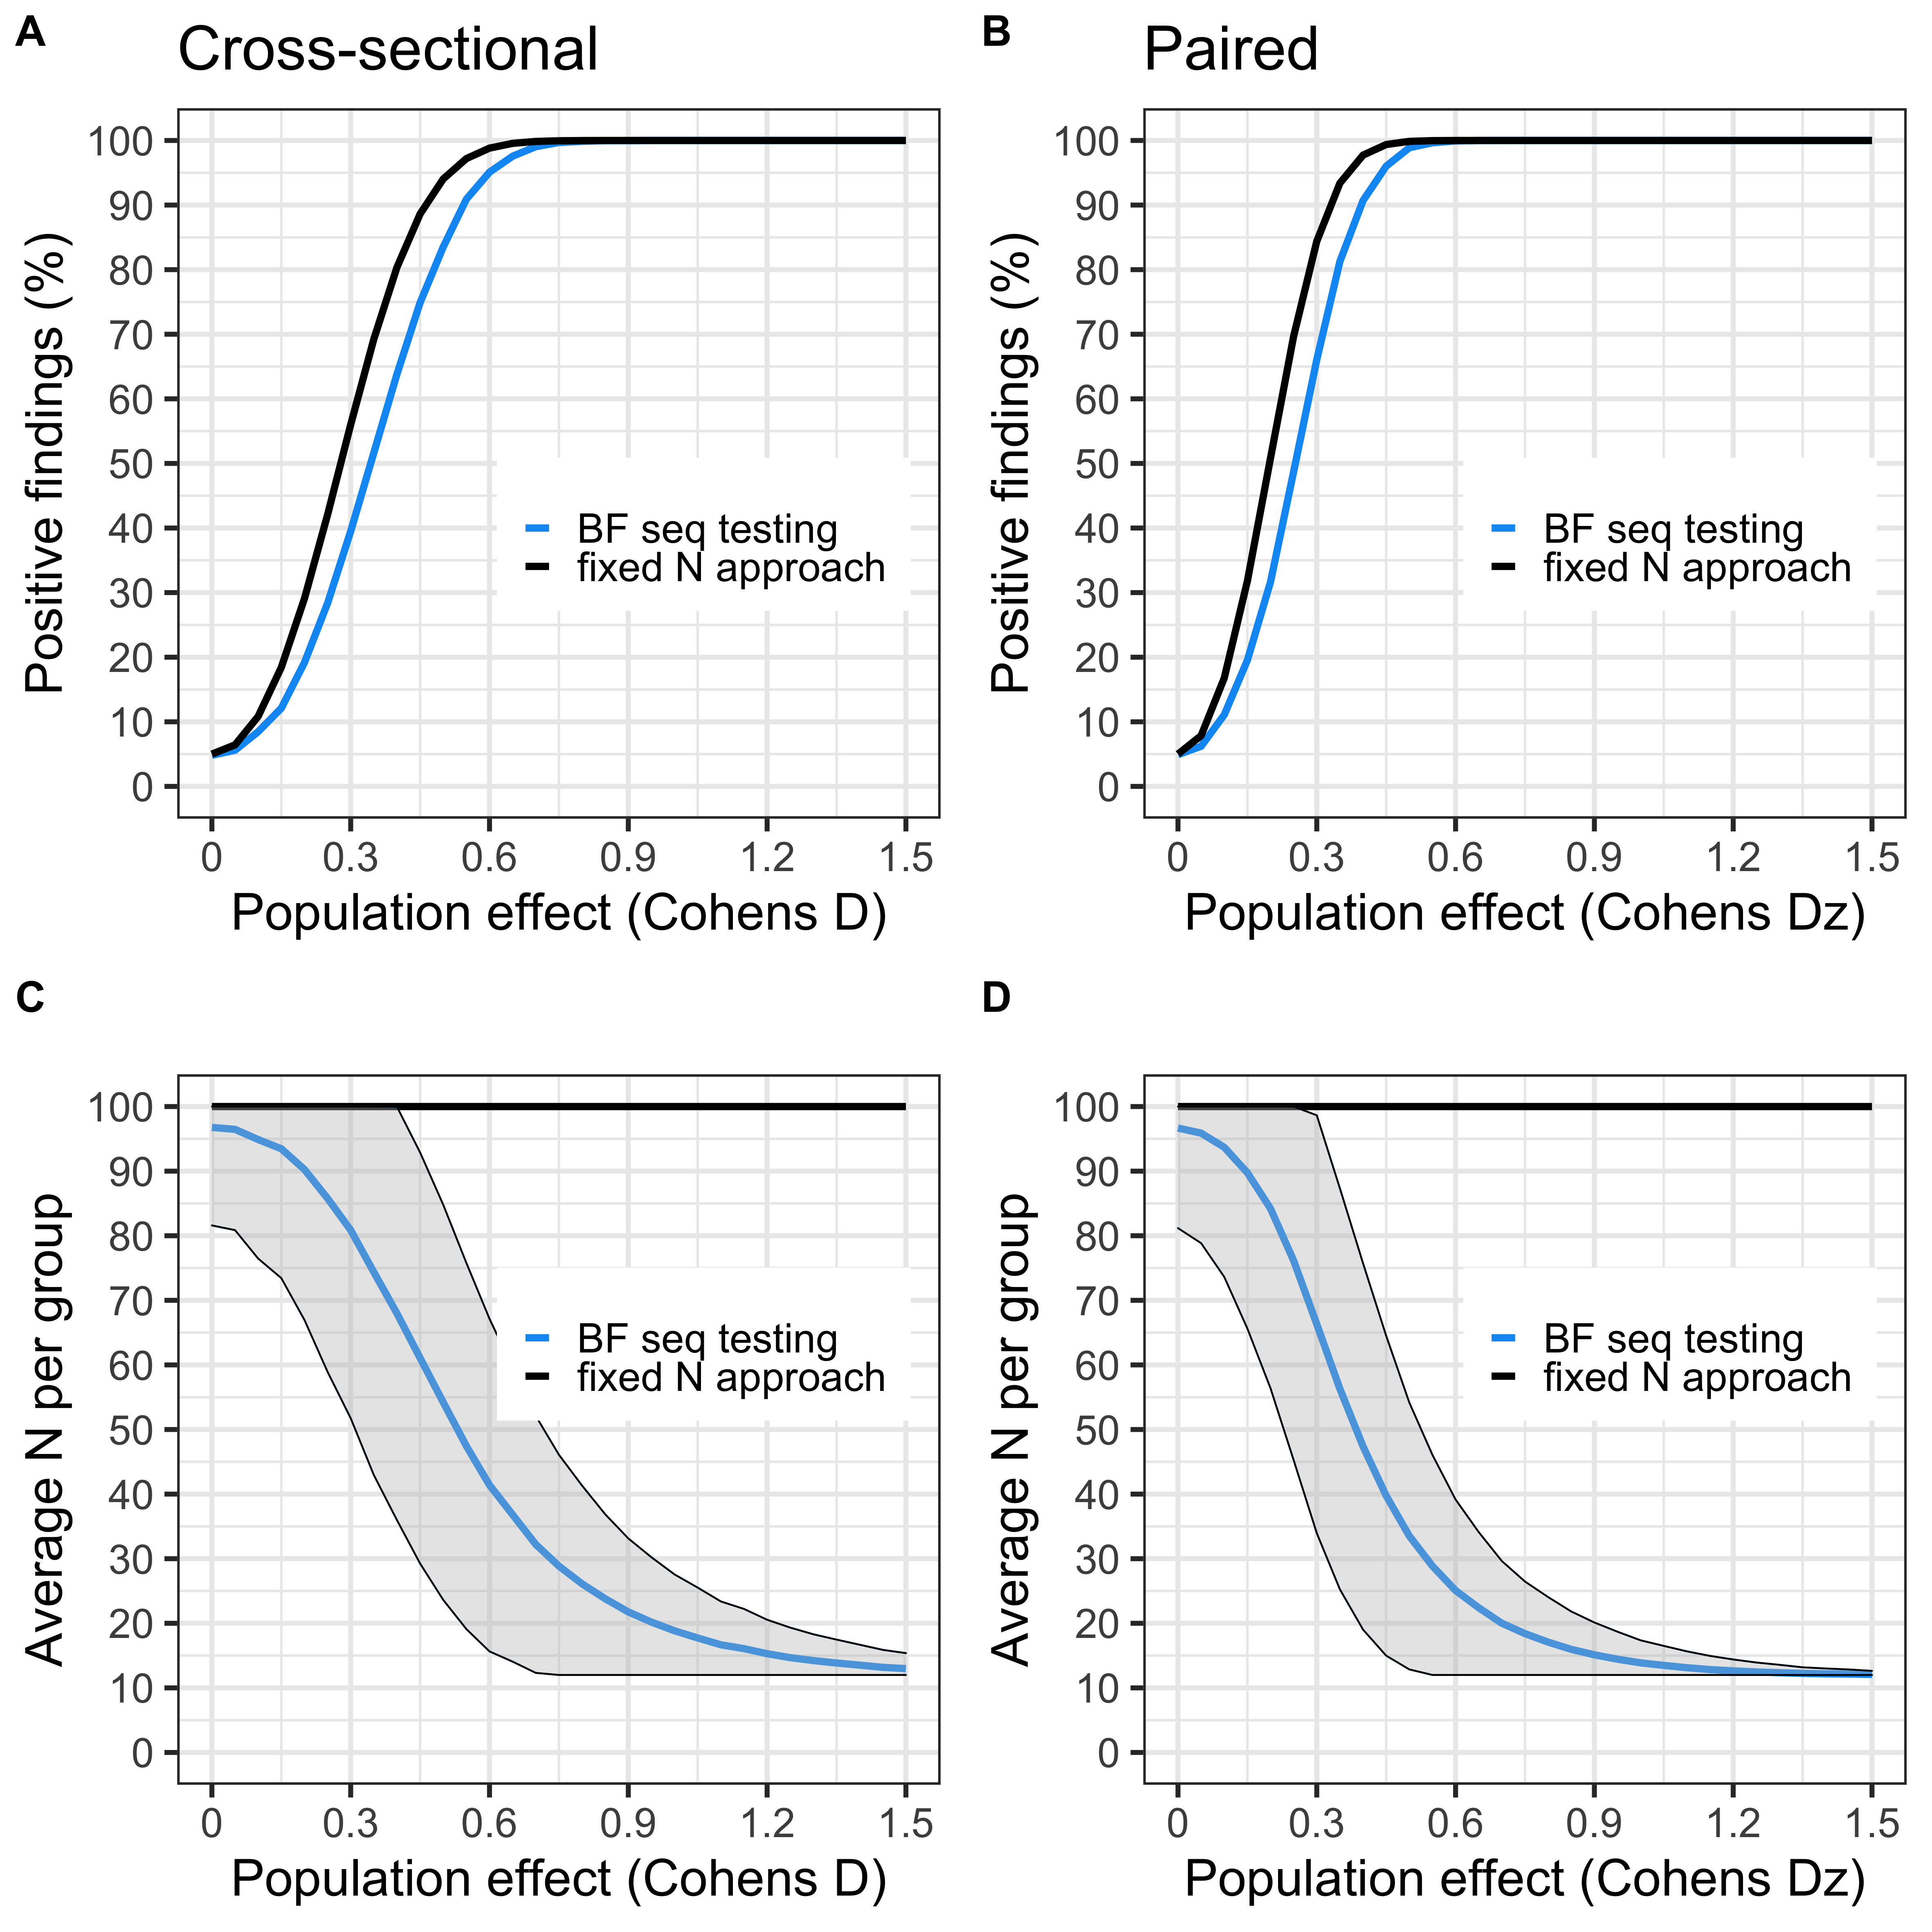 A
Cross-sectional
Positive findings (%)
100
90
80
70
60
50
40
30
20
10
0
BF seq testing
fixed N approach
0 0.3 0.6 0.9 1.2 1.5
Population effect (Cohens D)
B
Paired
Positive findings (%)
100
90
80
70
60
50
40
30
20
10
0
BF seq testing
fixed N approach
0 0.3 0.6 0.9 1.2 1.5
Population effect (Cohens Dz)
C
Average N per group
100
90
80
70
60
50
40
30
20
10
0
BF seq testing
fixed N approach
0 0.3 0.6 0.9 1.2 1.5
Population effect (Cohens D)
D
Average N per group
100
90
80
70
60
50
40
30
20
10
0
BF seq testing
fixed N approach
0 0.3 0.6 0.9 1.2 1.5
Population effect (Cohens Dz)